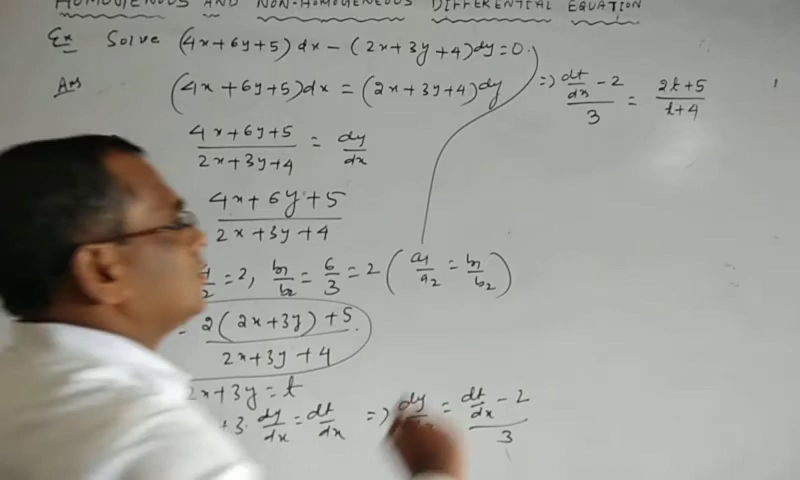 HOMOGENEOUS AND NON-HOMOGENEOUS DIFFERENTIAL EQUATION
Ex Solve (4x+6y+5)dx-(2x+3y+4)dy=0.
Ans (4x+6y+5)dx=(2x+3y+4)dy
(4x+6y+5)/(2x+3y+4) = dy/dx
(4x+6y+5)/(2x+3y+4)
/2 = 2, b1/b2 = 6/3 = 2 (a1/a2 = b1/b2)
(2(2x+3y)+5)/(2x+3y+4)
2x+3y=t
+3. dy/dx = dt/dx => dy = (dt/dx - 2)/3
=> (dt/dx - 2)/3 = (2t+5)/(t+4)